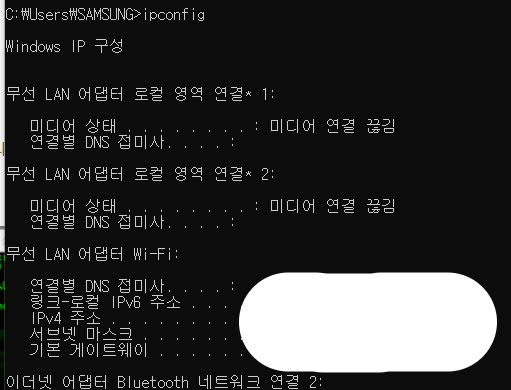 C:\Users\SAMSUNG>ipconfig
Windows IP 구성
무선 LAN 어댑터 로컬 영역 연결* 1:
미디어 상태 . . . . . . . . : 미디어 연결 끊김
연결별 DNS 접미사. . . . :
무선 LAN 어댑터 로컬 영역 연결* 2:
미디어 상태 . . . . . . . . : 미디어 연결 끊김
연결별 DNS 접미사. . . . :
무선 LAN 어댑터 Wi-Fi:
연결별 DNS 접미사. . . . :
링크-로컬 IPv6 주소 . . . .
IPv4 주소 . . . . . . . . .
서브넷 마스크 . . . . . . .
기본 게이트웨이 . . . . . .
이더넷 어댑터 Bluetooth 네트워크 연결 2: